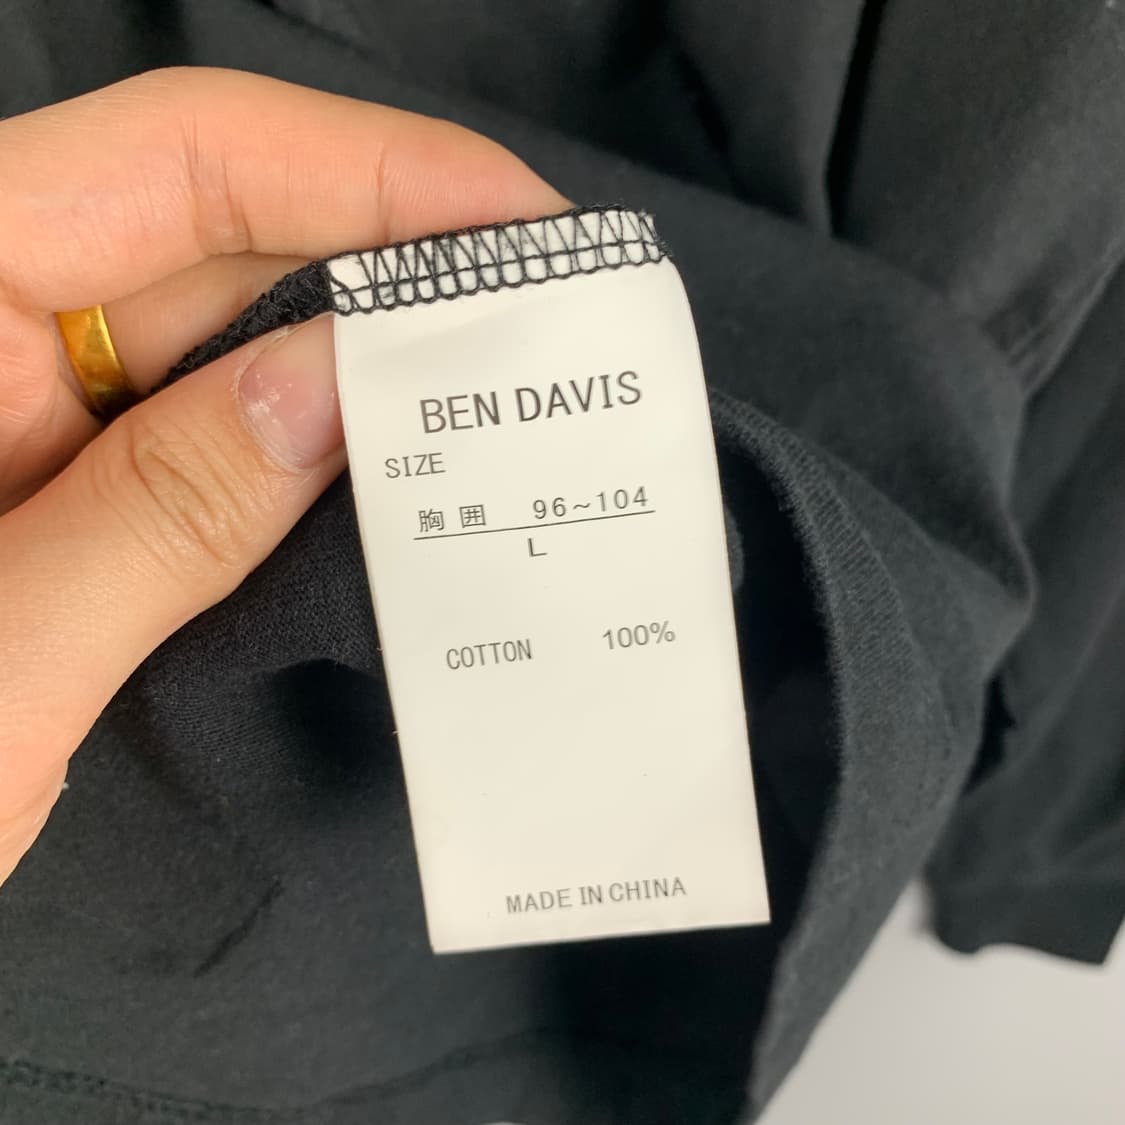 BEN DAVIS
SIZE
胸囲 96~104
L
COTTON 100%
MADE IN CHINA